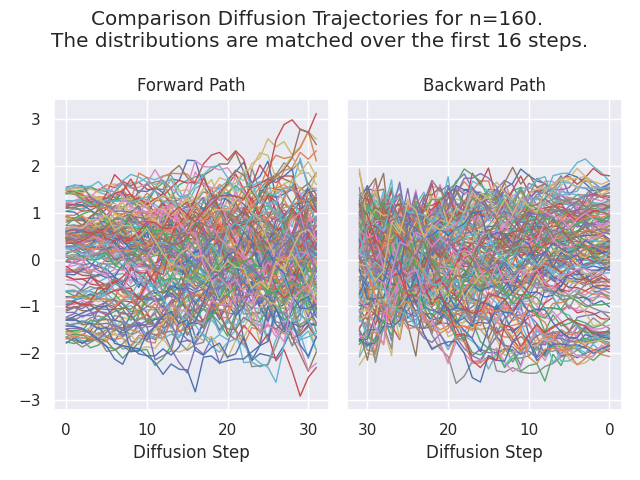 Comparison Diffusion Trajectories for n=160.
The distributions are matched over the first 16 steps.
Forward Path
Backward Path
3
2
1
0
−1
−2
−3
0 10 20 30
30 20 10 0
Diffusion Step
Diffusion Step